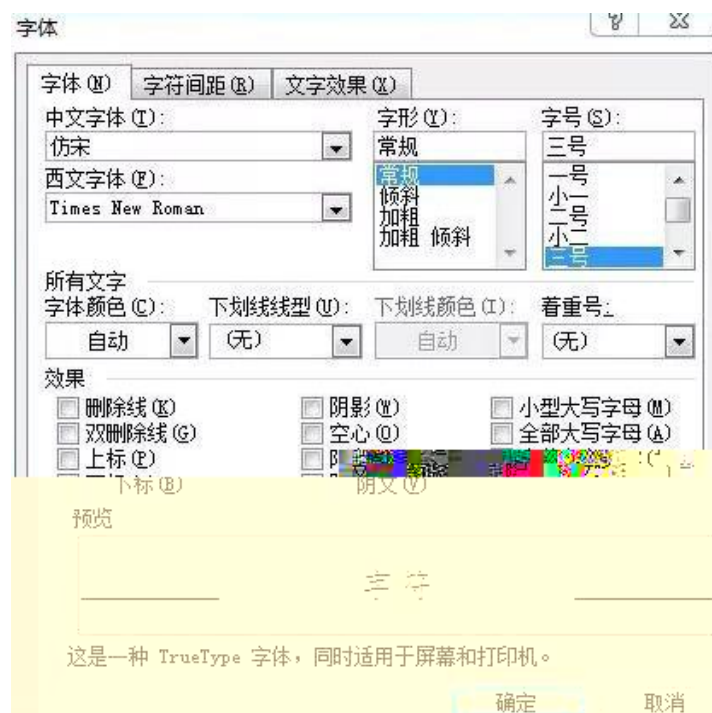 字体
字体(N) 字符间距(R) 文字效果(X)
中文字体(T): 字形(Y): 字号(S):
仿宋 常规 三号
西文字体(F): 常规 一号
Times New Roman 倾斜 小一
加粗 二号
加粗 倾斜 小二
三号
所有文字
字体颜色(C): 下划线线型(U): 下划线颜色(I): 着重号:
自动 (无) 自动 (无)
效果
删除线(K) 阴影(W) 小型大写字母(M)
双删除线(G) 空心(O) 全部大写字母(A)
上标(P)
下标(B) 阴文(V)
预览
这是一种 TrueType 字体，同时适用于屏幕和打印机。
确定 取消